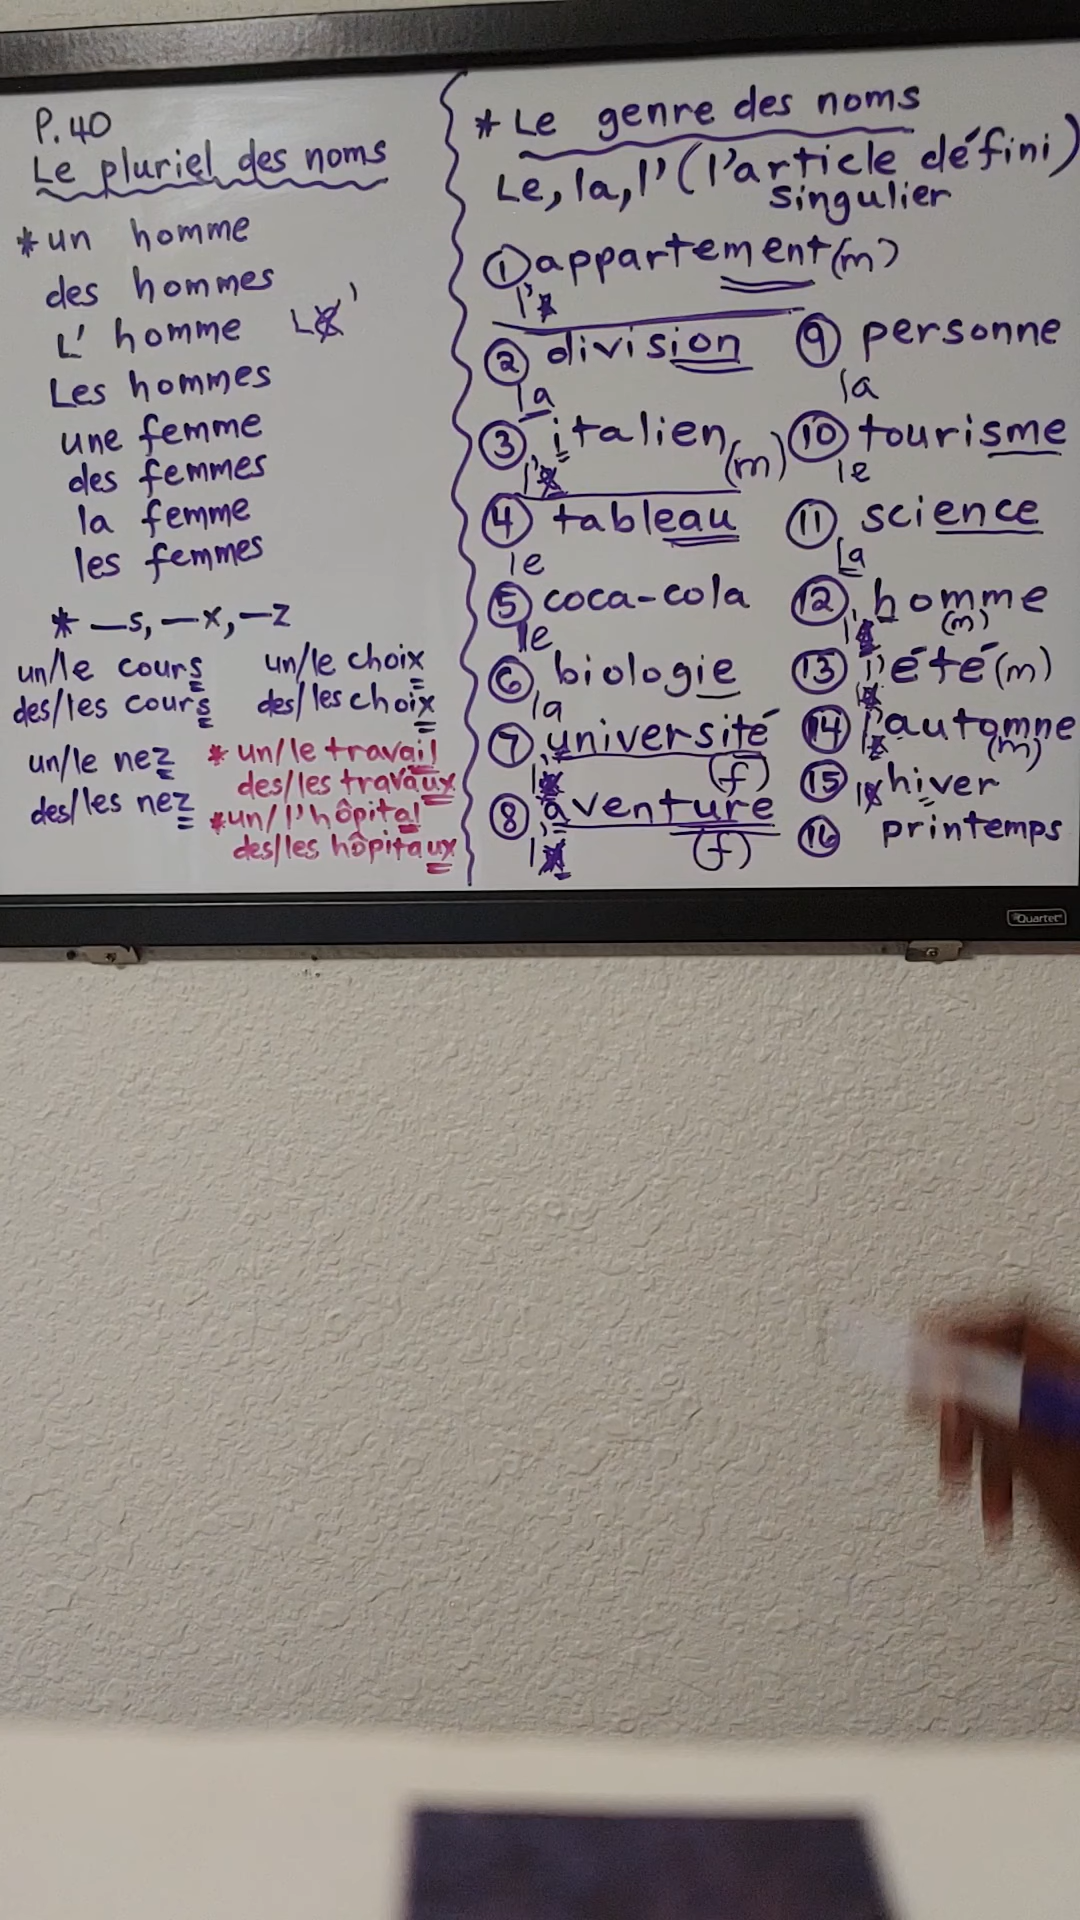 P.40
Le pluriel des noms
*un homme
des hommes
L' homme L'
Les hommes
une femme
des femmes
la femme
les femmes
* —s, —x, —z
un/le cours
des/les cours
un/le choix
des/les choix
un/le nez
des/les nez
* un/le travail
des/les travaux
*un/l'hôpital
des/les hôpitaux
* Le genre des noms
Le, la, l' (l'article défini)
singulier
① appartement (m)
l'
② division
la
③ italien (m)
l'
④ tableau
le
⑤ coca-cola
le
⑥ biologie
la
⑦ université
l' (f)
⑧ aventure
l' (f)
⑨ personne
la
⑩ tourisme
le
⑪ science
La
⑫ homme
l' (m)
⑬ l'été (m)
⑭ l'automne
(m)
⑮ hiver
⑯ printemps
Quartet